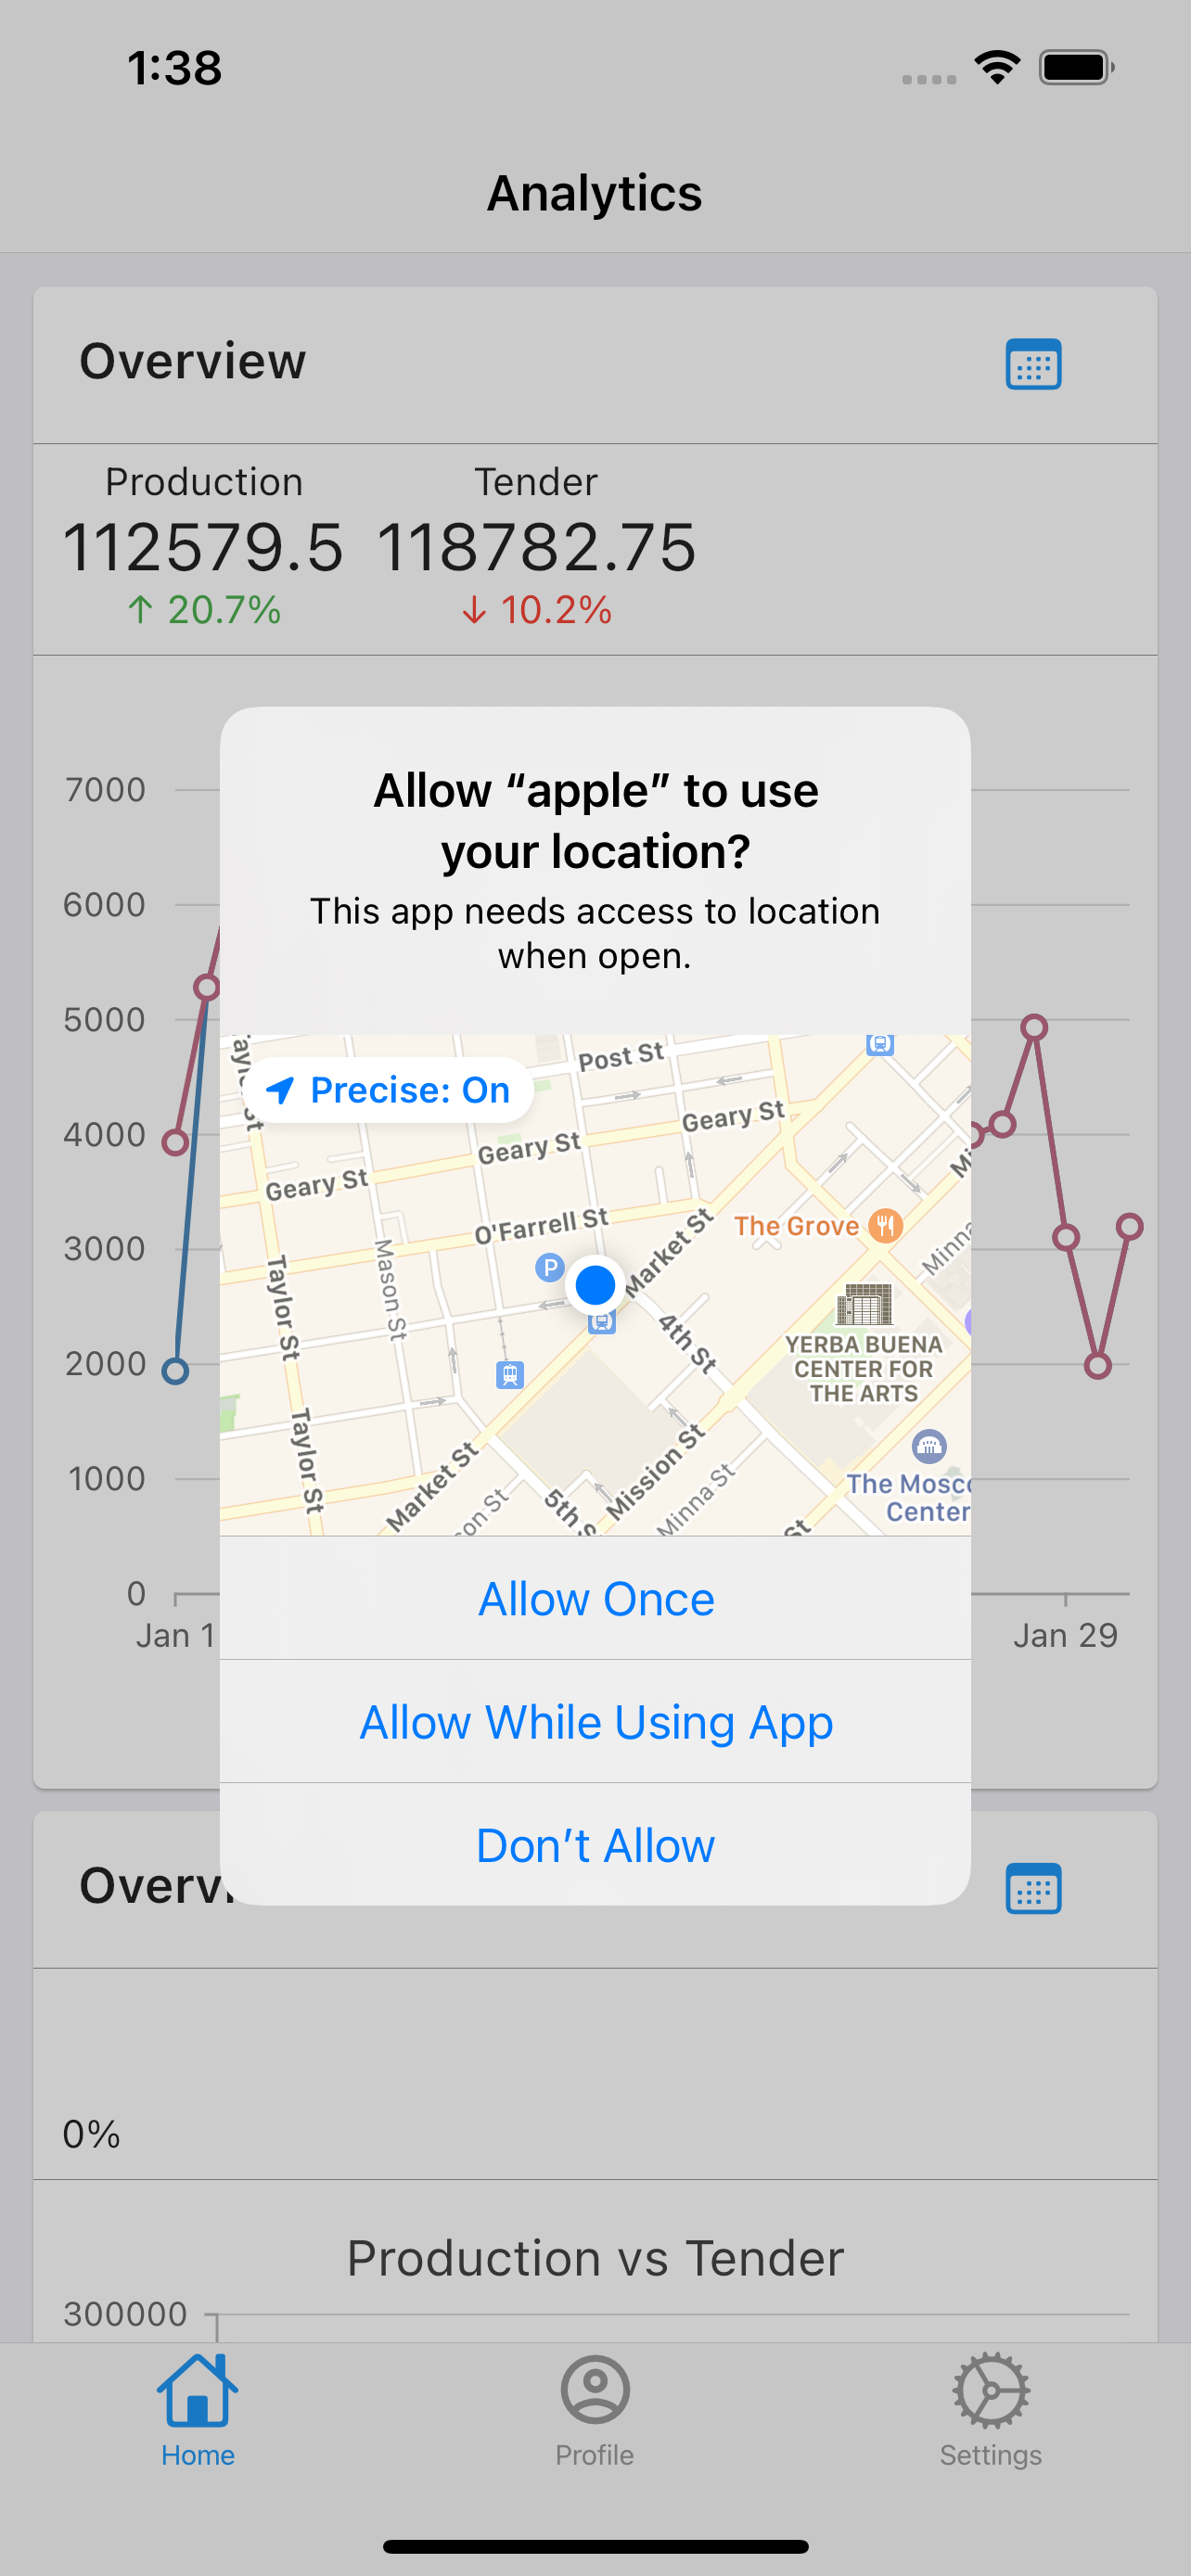 1:38
Analytics
Overview
Production
Tender
112579.5
118782.75
↑ 20.7%
↓ 10.2%
Allow “apple” to use
your location?
This app needs access to location
when open.
Precise: On
Post St
Geary St
Geary St
Geary St
O'Farrell St
Mason St
Taylor St
Taylor St
Market St
Market St
4th St
5th S
Mission St
Minna St
Minna
son St
St
The Grove
P
YERBA BUENA
CENTER FOR
THE ARTS
The Mosc
Center
7000
6000
5000
4000
3000
2000
1000
0
Jan 1
Jan 29
Allow Once
Allow While Using App
Don’t Allow
Overvi
0%
Production vs Tender
300000
Home
Profile
Settings